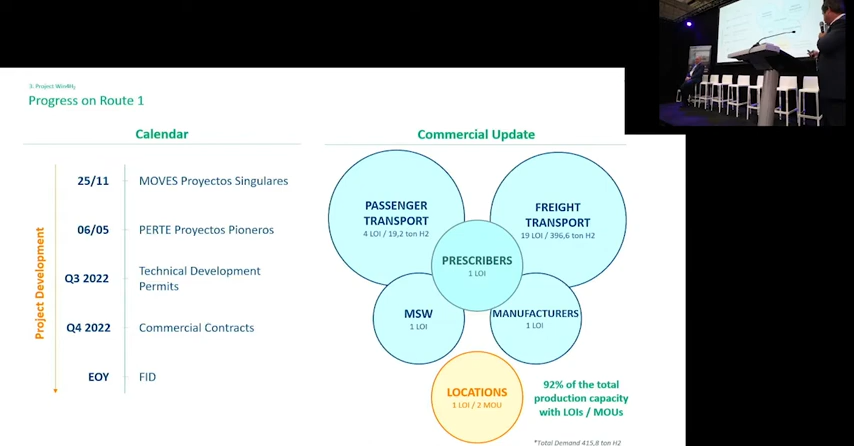 3. Project Win4H₂
Progress on Route 1
Calendar
Project Development
25/11 MOVES Proyectos Singulares
06/05 PERTE Proyectos Pioneros
Q3 2022 Technical Development
Permits
Q4 2022 Commercial Contracts
EOY FID
Commercial Update
PASSENGER
TRANSPORT
4 LOI / 19,2 ton H2
FREIGHT
TRANSPORT
19 LOI / 396,6 ton H2
PRESCRIBERS
1 LOI
MSW
1 LOI
MANUFACTURERS
1 LOI
LOCATIONS
1 LOI / 2 MOU
92% of the total
production capacity
with LOIs / MOUs
*Total Demand 415,8 ton H2